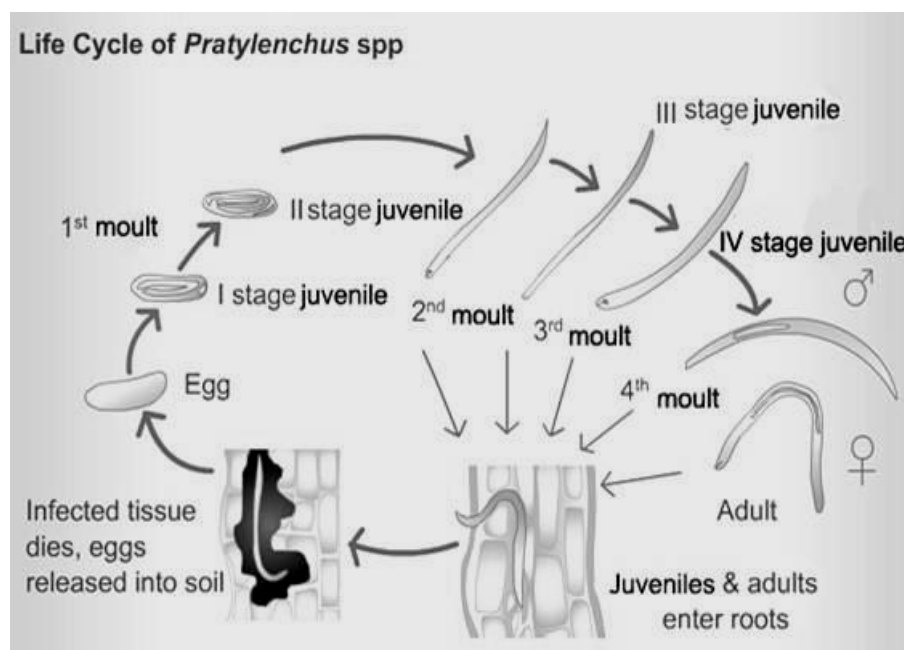 Life Cycle of Pratylenchus spp
III stage juvenile
II stage juvenile
1st moult
IV stage juvenile
I stage juvenile
2nd moult
3rd moult
♂
Egg
4th moult
♀
Infected tissue
dies, eggs
released into soil
Adult
Juveniles & adults
enter roots